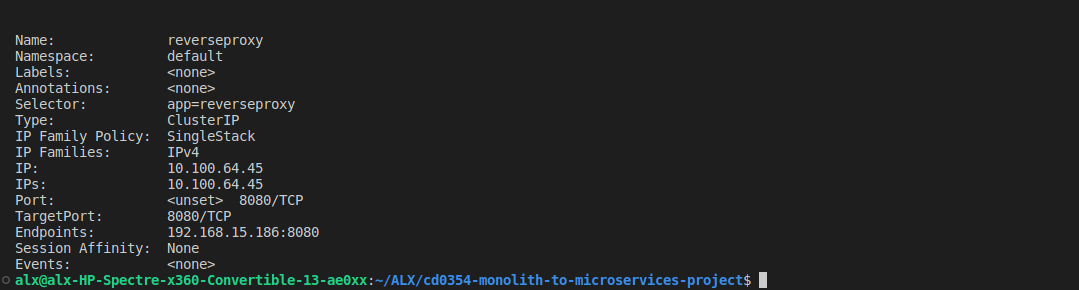 Name:              reverseproxy
Namespace:         default
Labels:            <none>
Annotations:       <none>
Selector:          app=reverseproxy
Type:              ClusterIP
IP Family Policy:  SingleStack
IP Families:       IPv4
IP:                10.100.64.45
IPs:               10.100.64.45
Port:              <unset>  8080/TCP
TargetPort:        8080/TCP
Endpoints:         192.168.15.186:8080
Session Affinity:  None
Events:            <none>
alx@alx-HP-Spectre-x360-Convertible-13-ae0xx:~/ALX/cd0354-monolith-to-microservices-project$